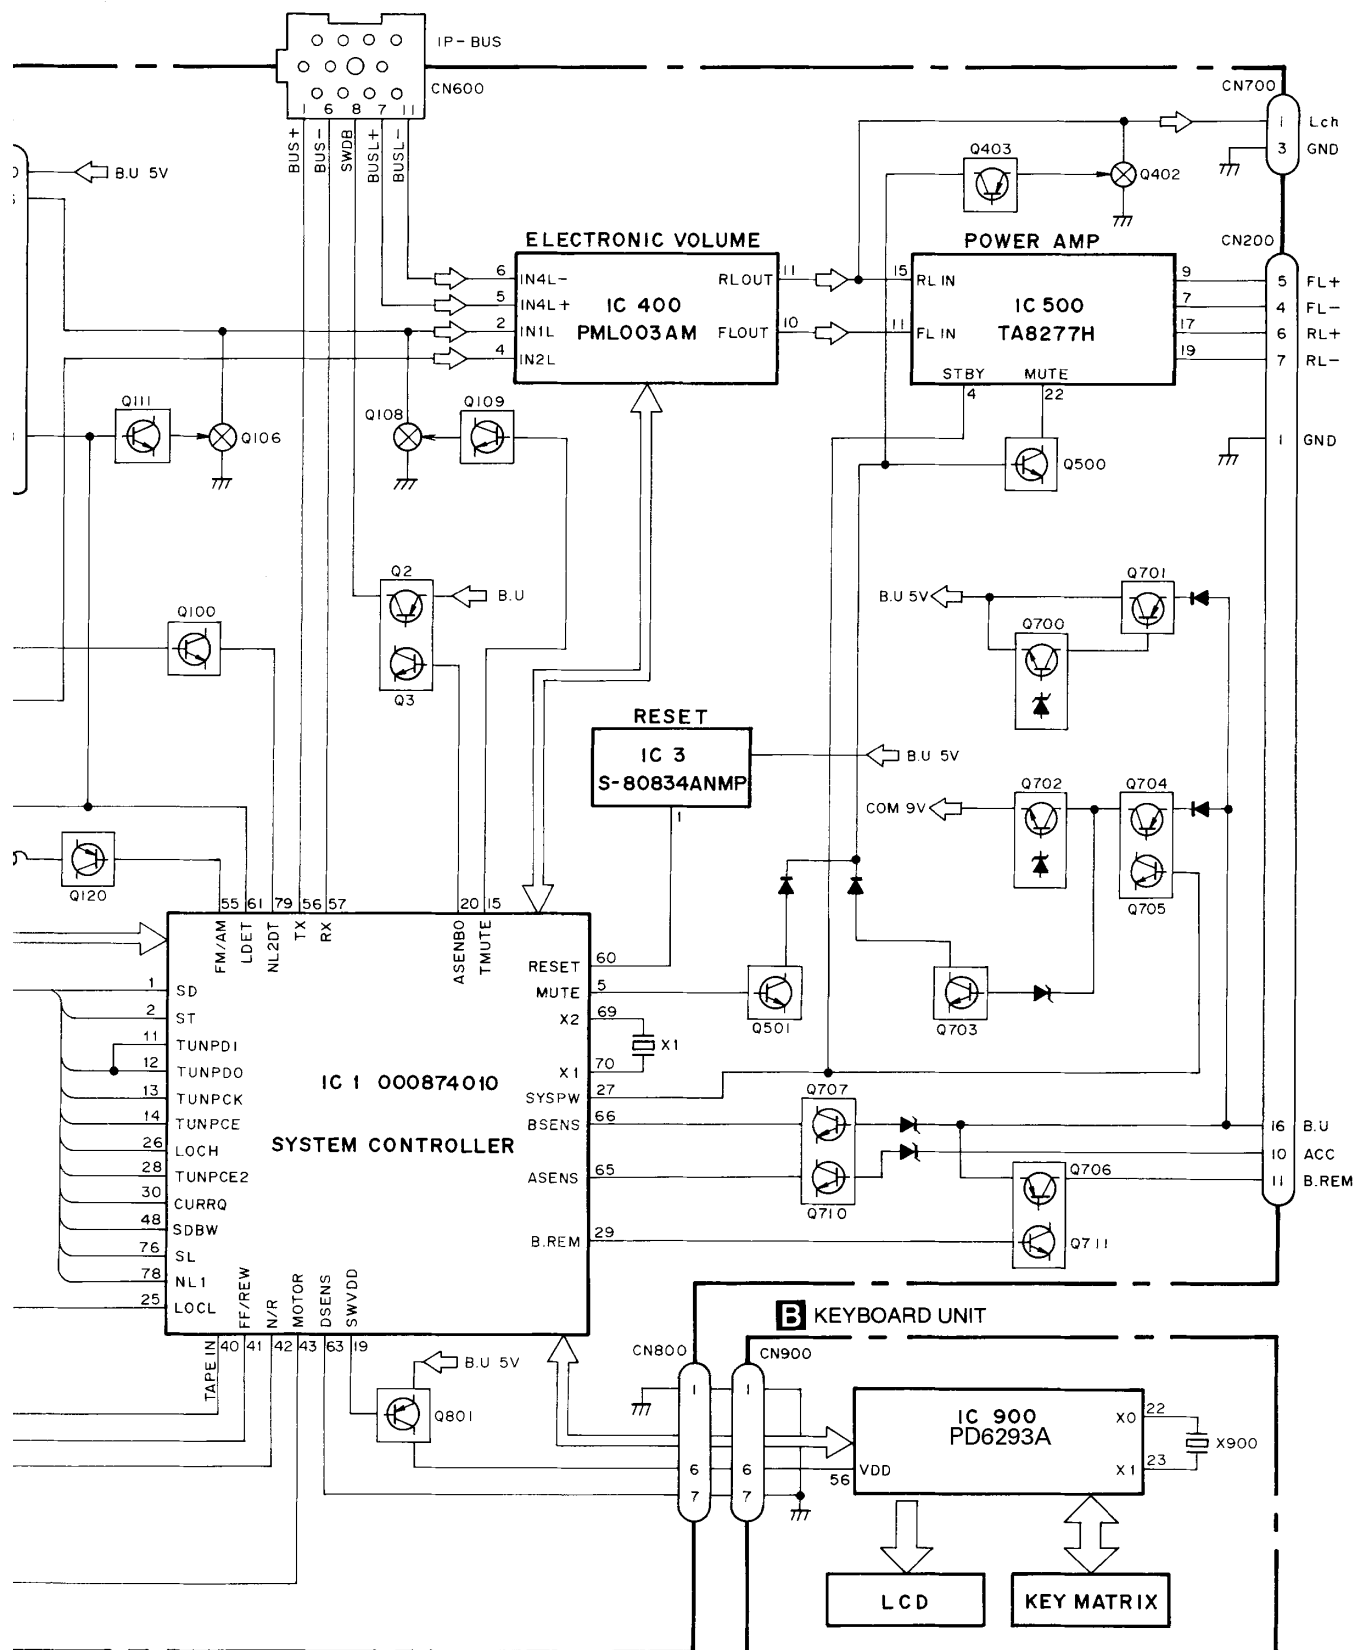 IP-BUS
CN600
1 6 8 7 11
BUS+
BUS-
SWDB
BUSL+
BUSL-
CN700
1 Lch
3 GND
B.U 5V
Q403
Q402
CN200
ELECTRONIC VOLUME
6 IN4L-
5 IN4L+
2 IN1L
4 IN2L
IC 400
PML003AM
RLOUT 11
FLOUT 10
POWER AMP
15 RL IN
11 FL IN
IC 500
TA8277H
STBY
4
MUTE
22
9 5 FL+
7 4 FL-
17 6 RL+
19 7 RL-
1 GND
Q111
Q106
Q108
Q109
Q500
Q2
B.U
Q3
Q100
B.U 5V
Q701
Q700
RESET
IC 3
S-80834ANMP
1
B.U 5V
COM 9V
Q702
Q704
Q705
Q120
55 61 79 56 57 20 15
FM/AM
LDET
NL2DT
TX
RX
ASENBO
TMUTE
1 SD
2 ST
11 TUNPDI
12 TUNPDO
13 TUNPCK
14 TUNPCE
26 LOCH
28 TUNPCE2
30 CURRQ
48 SDBW
76 SL
78 NL1
25 LOCL
IC 1 000874010
SYSTEM CONTROLLER
RESET 60
MUTE 5
X2 69
X1
X1 70
SYSPW 27
BSENS 66
ASENS 65
B.REM 29
Q501
Q703
Q707
Q710
Q706
Q711
16 B.U
10 ACC
11 B.REM
FF/REW
N/R
MOTOR
DSENS
SWVDD
TAPE IN
40 41 42 43 63 19
B.U 5V
Q801
B KEYBOARD UNIT
CN800
CN900
1 1
6 6
7 7
IC 900
PD6293A
56 VDD
X0 22
X1 23
X900
LCD
KEY MATRIX